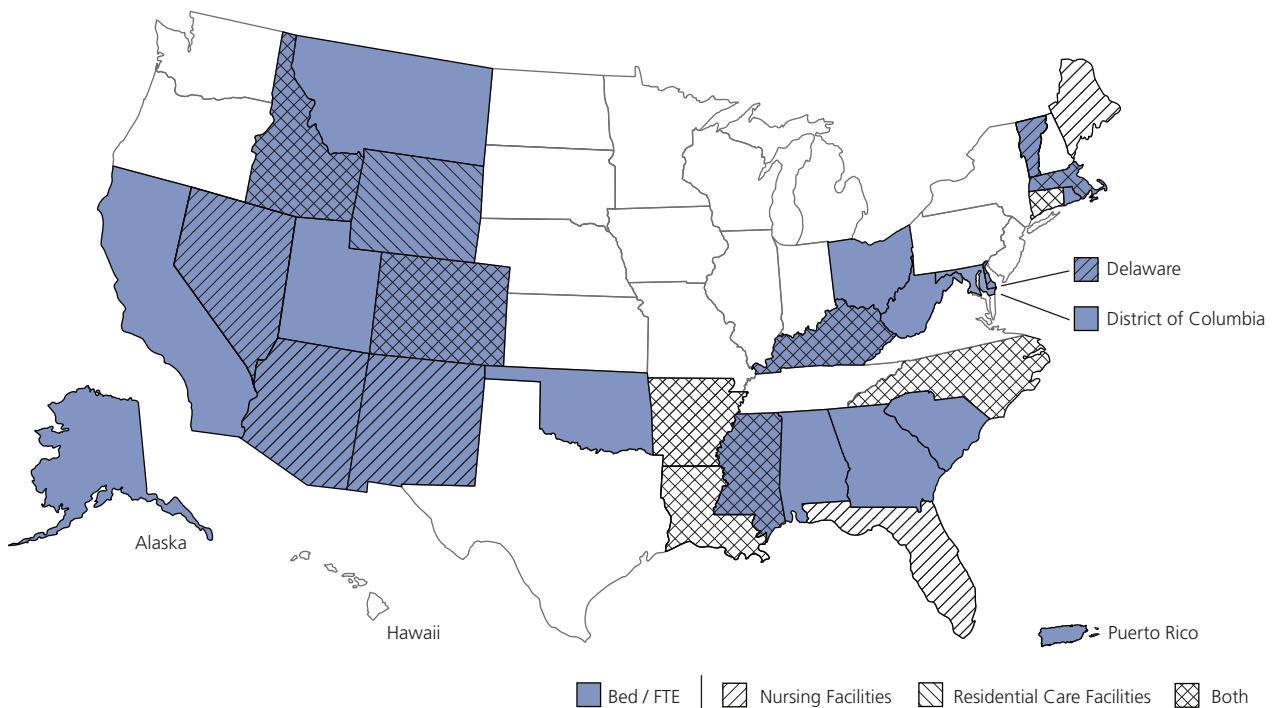 Delaware
District of Columbia
Alaska
Hawaii
Puerto Rico
Bed / FTE Nursing Facilities Residential Care Facilities Both